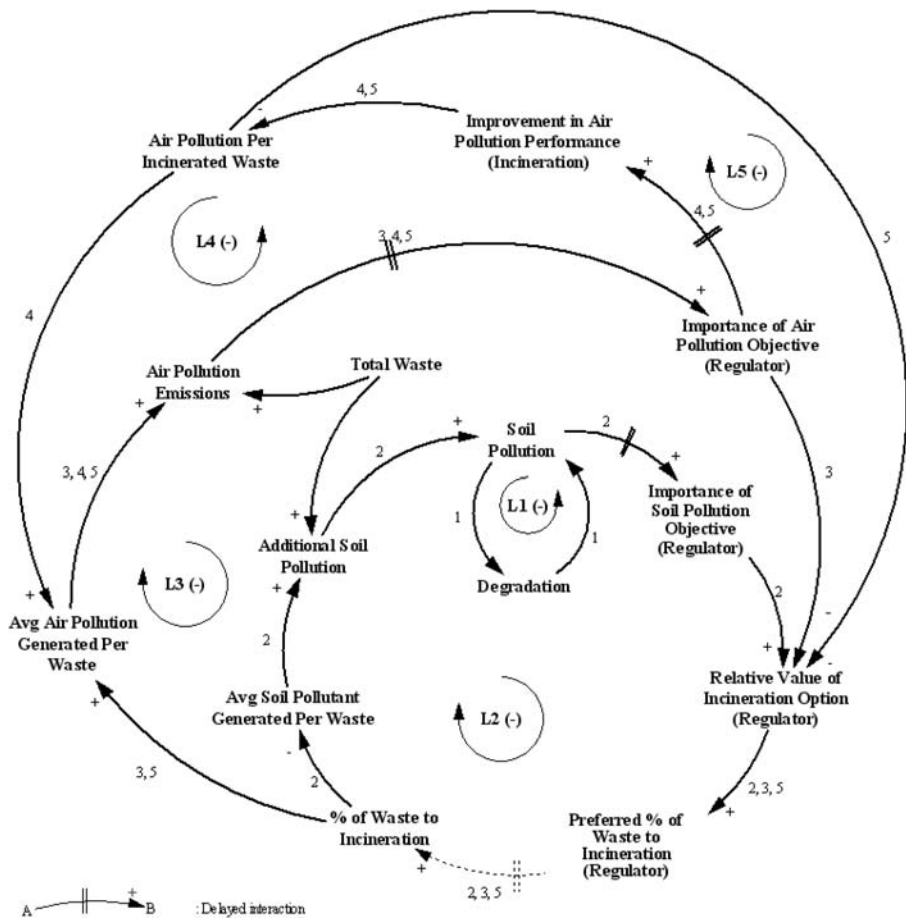 4, 5
-
Improvement in Air
Pollution Performance
(Incineration)
Air Pollution Per
Incinerated Waste
+
L5 (-)
L4 (-)
4, 5
3, 4, 5
5
4
+
Importance of Air
Pollution Objective
(Regulator)
Air Pollution
Emissions
Total Waste
+
+
+
Soil
Pollution
2
+
2
3, 4, 5
3
Importance of
Soil Pollution
Objective
(Regulator)
L1 (-)
1
1
+
Additional Soil
Pollution
Degradation
L3 (-)
+
+
2
-
Avg Air Pollution
Generated Per
Waste
2
+
-
Relative Value of
Incineration Option
(Regulator)
Avg Soil Pollutant
Generated Per Waste
L2 (-)
+
-
2
3, 5
2, 3, 5
+
% of Waste to
Incineration
Preferred % of
Waste to
Incineration
(Regulator)
+
2, 3, 5
+
A
B
: Delayed interaction